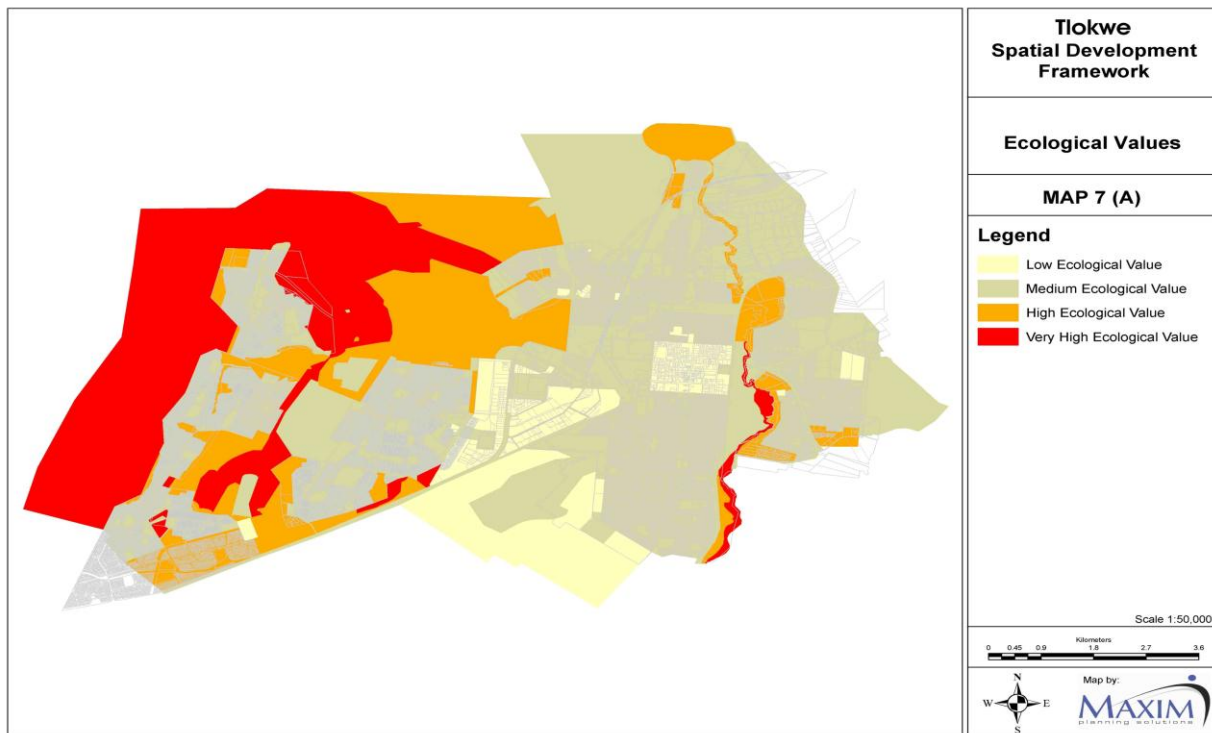 Tlokwe
Spatial Development
Framework
Ecological Values
MAP 7 (A)
Legend
Low Ecological Value
Medium Ecological Value
High Ecological Value
Very High Ecological Value
Scale 1:50,000
Kilometers
0 0.45 0.9 1.8 2.7 3.6
N
W E
S
Map by:
MAXIM
planning solutions